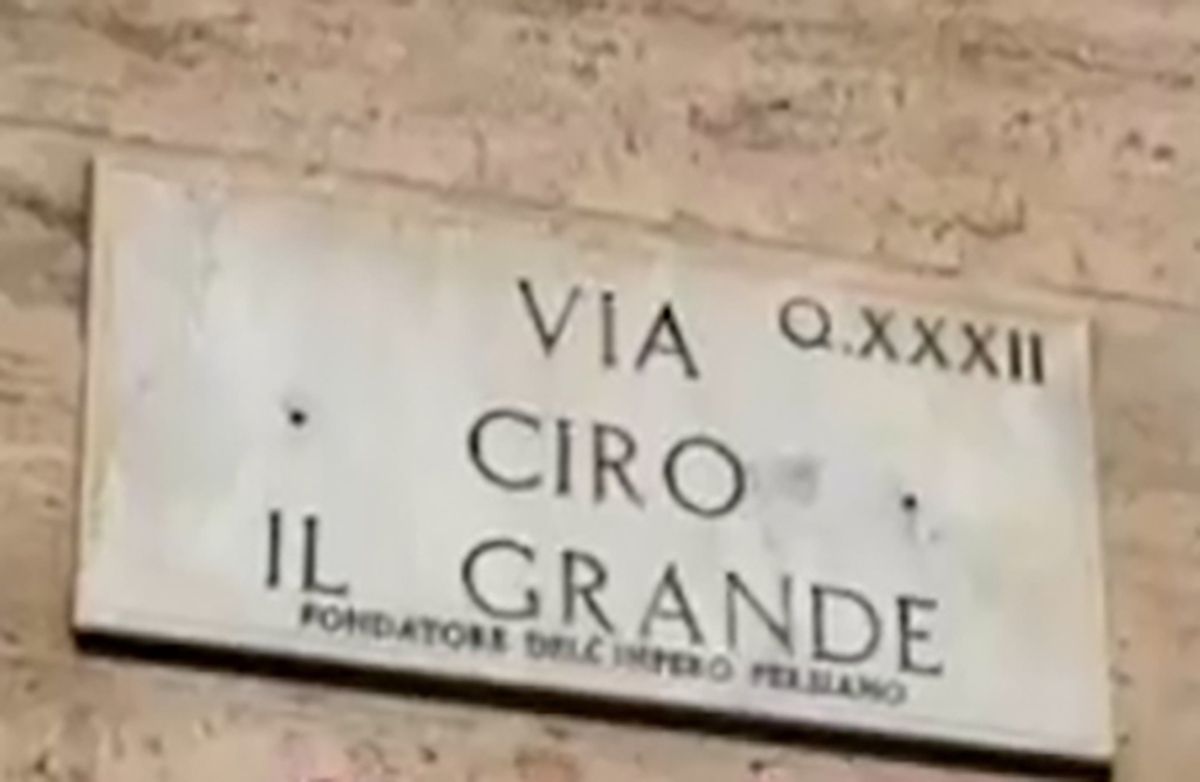 VIA Q.XXXII
CIRO
IL GRANDE
FONDATORE DELL'IMPERO PERSIANO